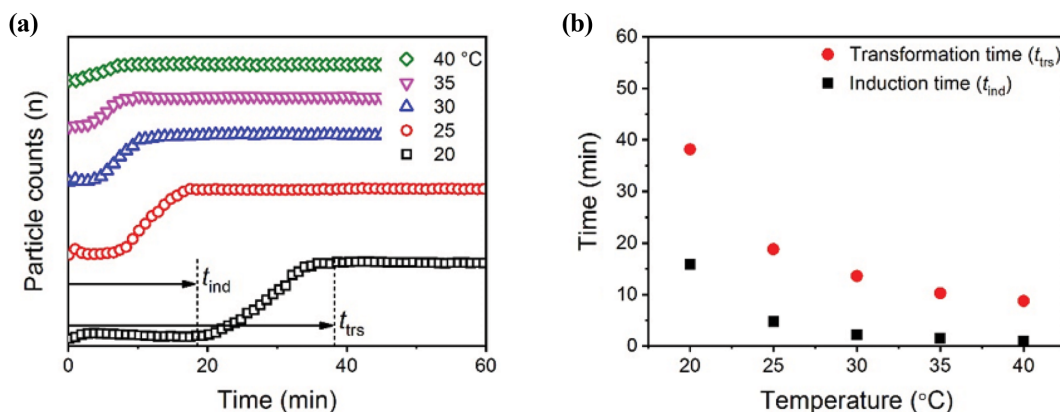 (a)
Particle counts (n)
40 °C
35
30
25
20
t_ind
t_trs
0 20 40 60
Time (min)
(b)
Time (min)
60
50
40
30
20
10
0
Transformation time (t_trs)
Induction time (t_ind)
20 25 30 35 40
Temperature (°C)